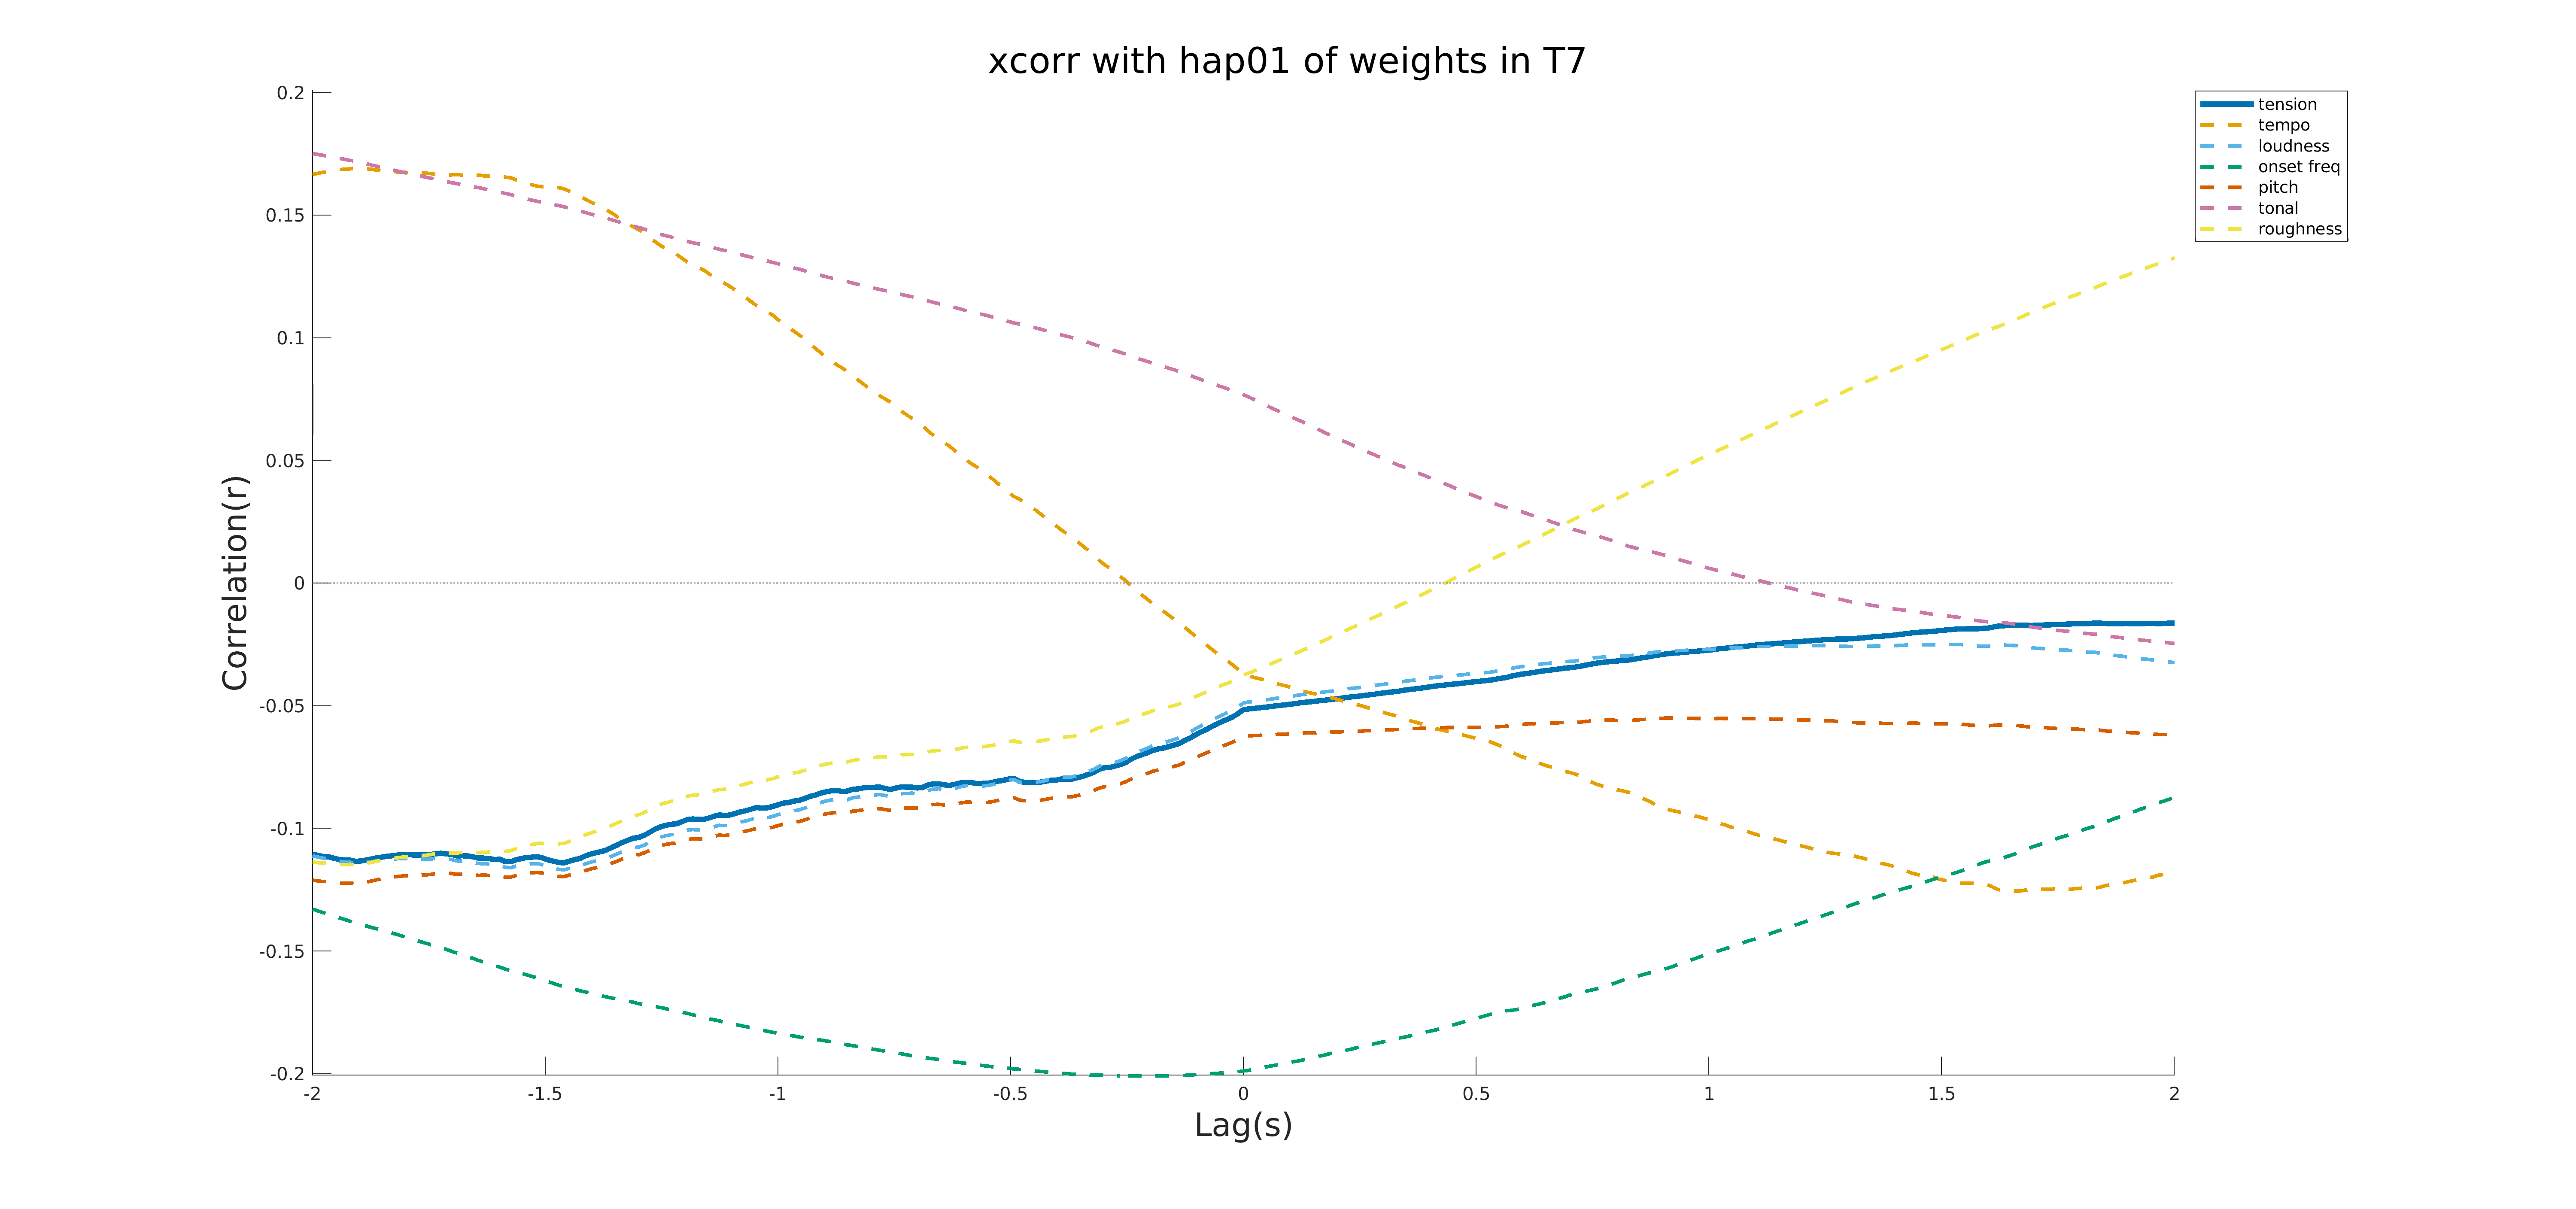 xcorr with hap01 of weights in T7
0.2
0.15
0.1
0.05
0
-0.05
-0.1
-0.15
-0.2
Correlation(r)
-2 -1.5 -1 -0.5 0 0.5 1 1.5 2
Lag(s)
tension
tempo
loudness
onset freq
pitch
tonal
roughness